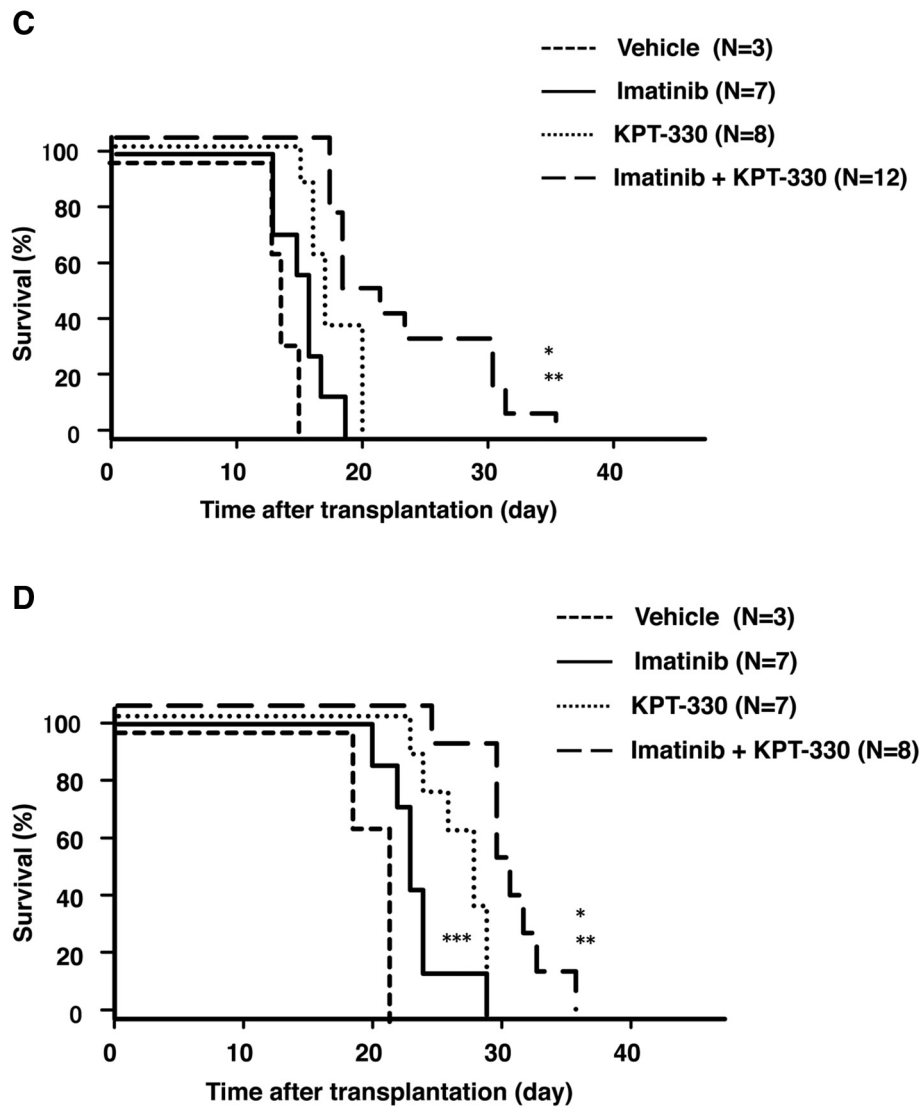 C
Vehicle (N=3)
Imatinib (N=7)
KPT-330 (N=8)
Imatinib + KPT-330 (N=12)
Survival (%)
100
80
60
40
20
0
*
**
0 10 20 30 40
Time after transplantation (day)
D
Vehicle (N=3)
Imatinib (N=7)
KPT-330 (N=7)
Imatinib + KPT-330 (N=8)
Survival (%)
100
80
60
40
20
0
*
***
**
0 10 20 30 40
Time after transplantation (day)